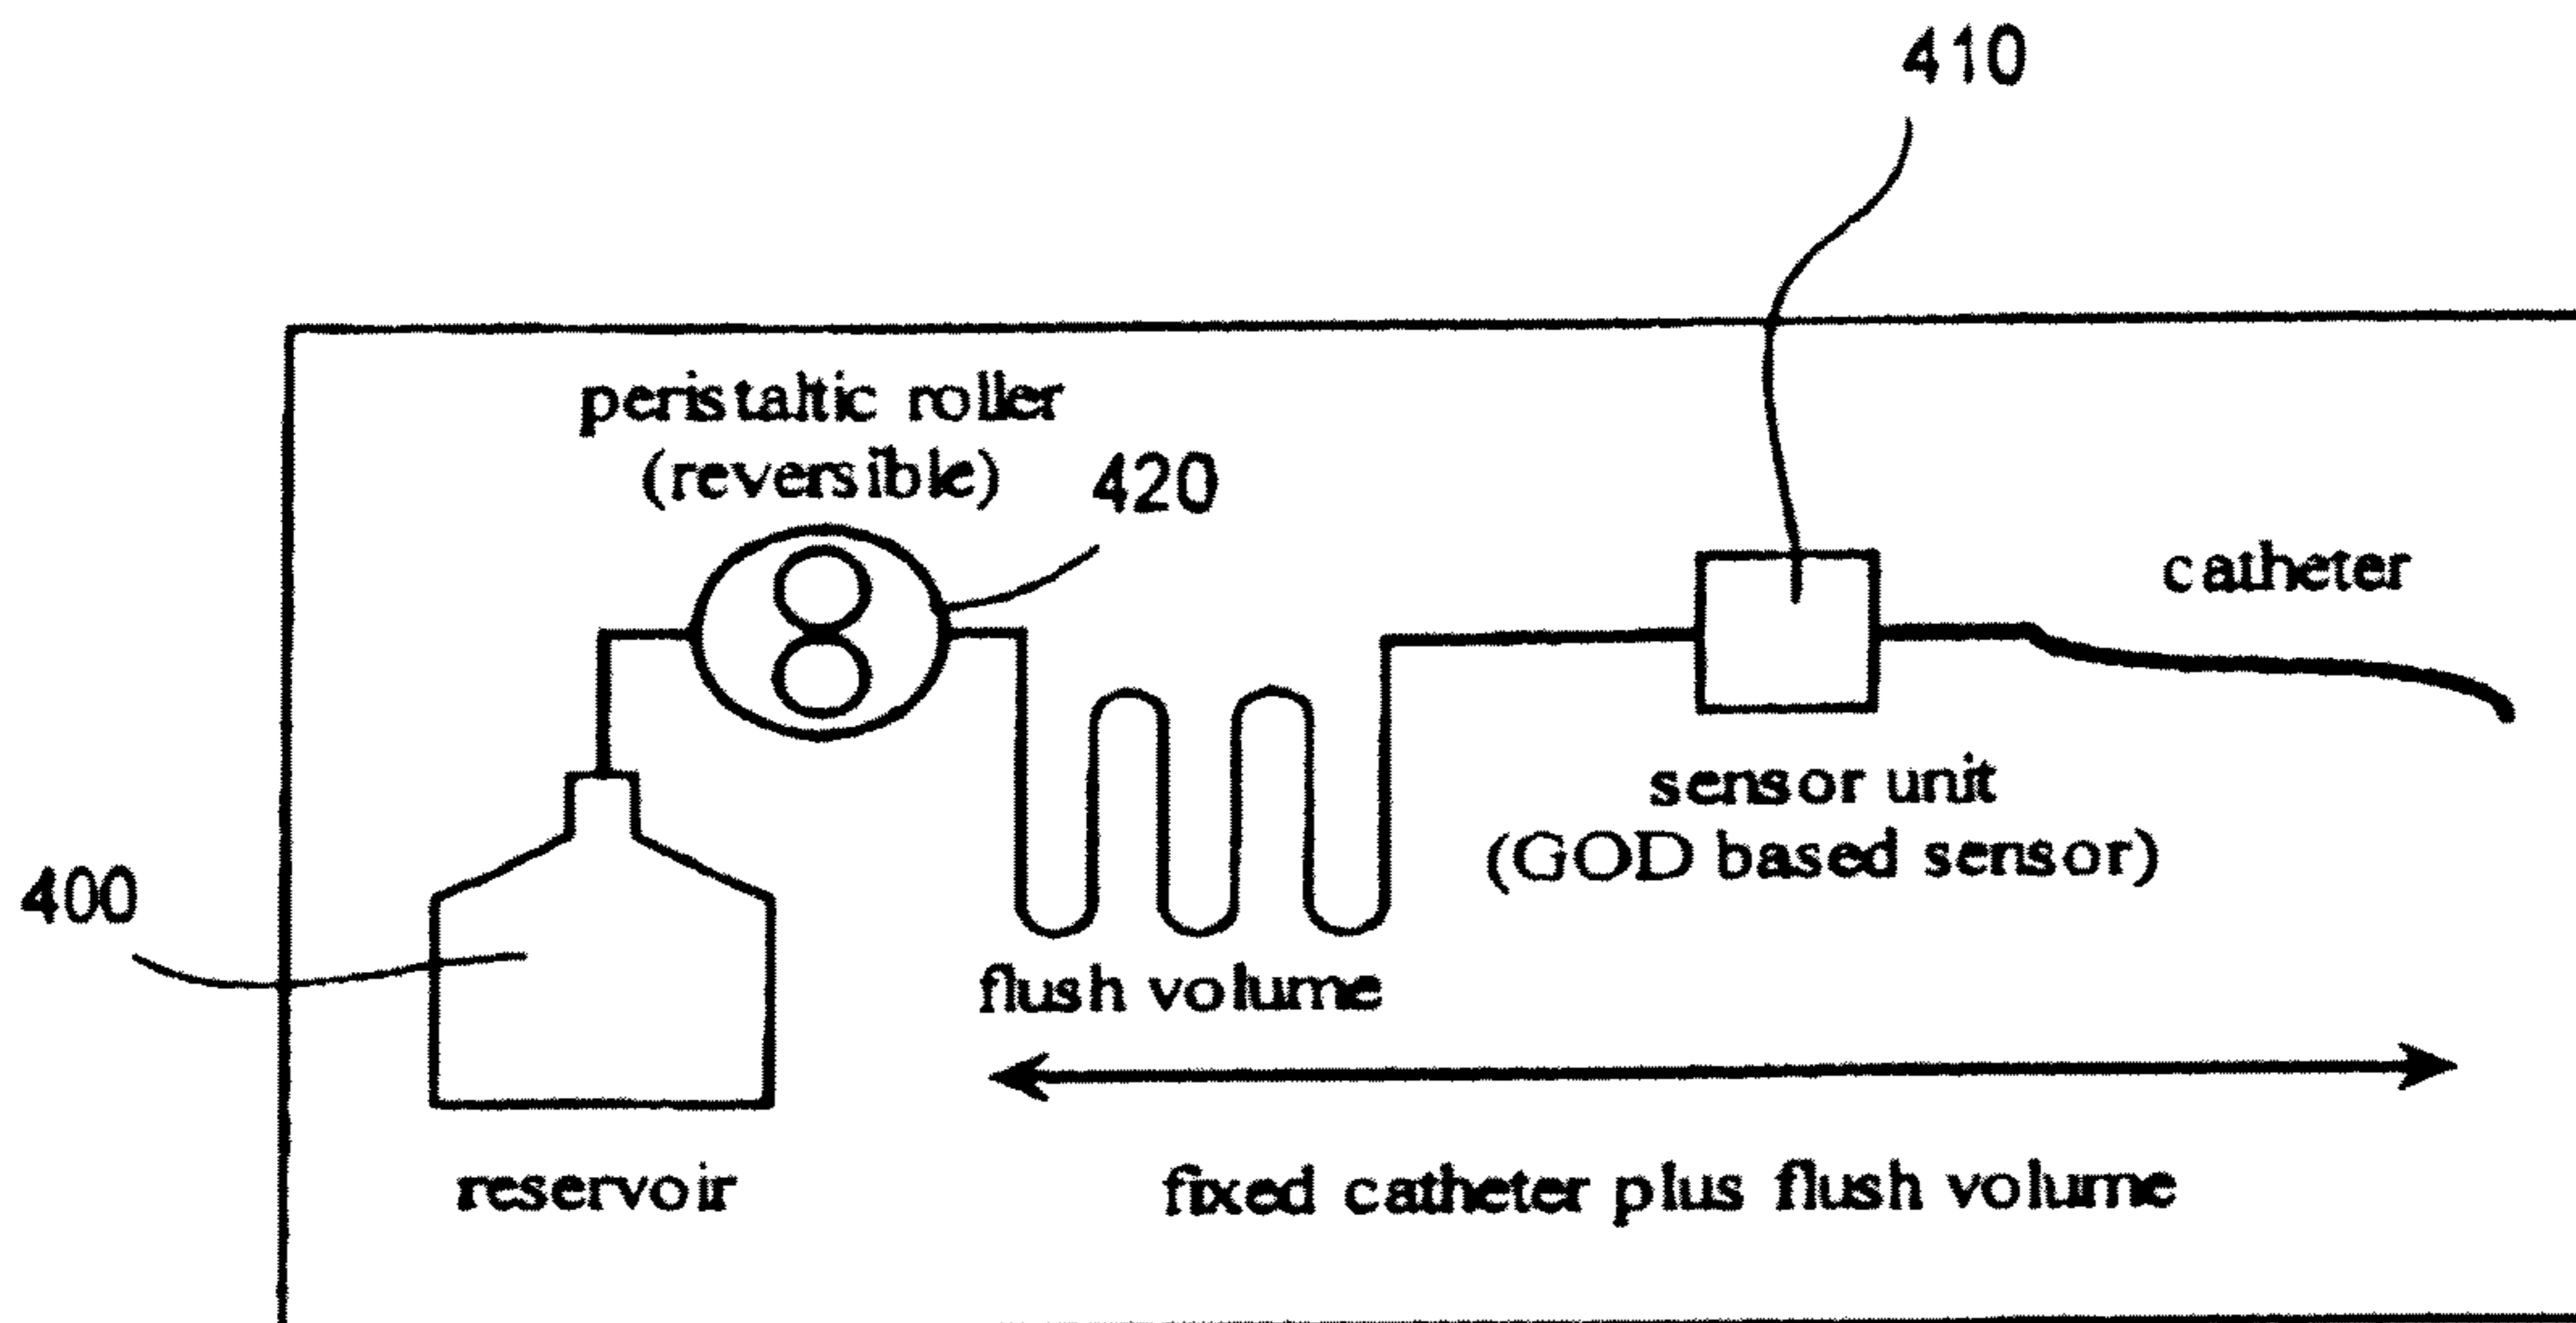 410
peristaltic roller
(reversible)
420
catheter
sensor unit
(GOD based sensor)
400
flush volume
reservoir
fixed catheter plus flush volume